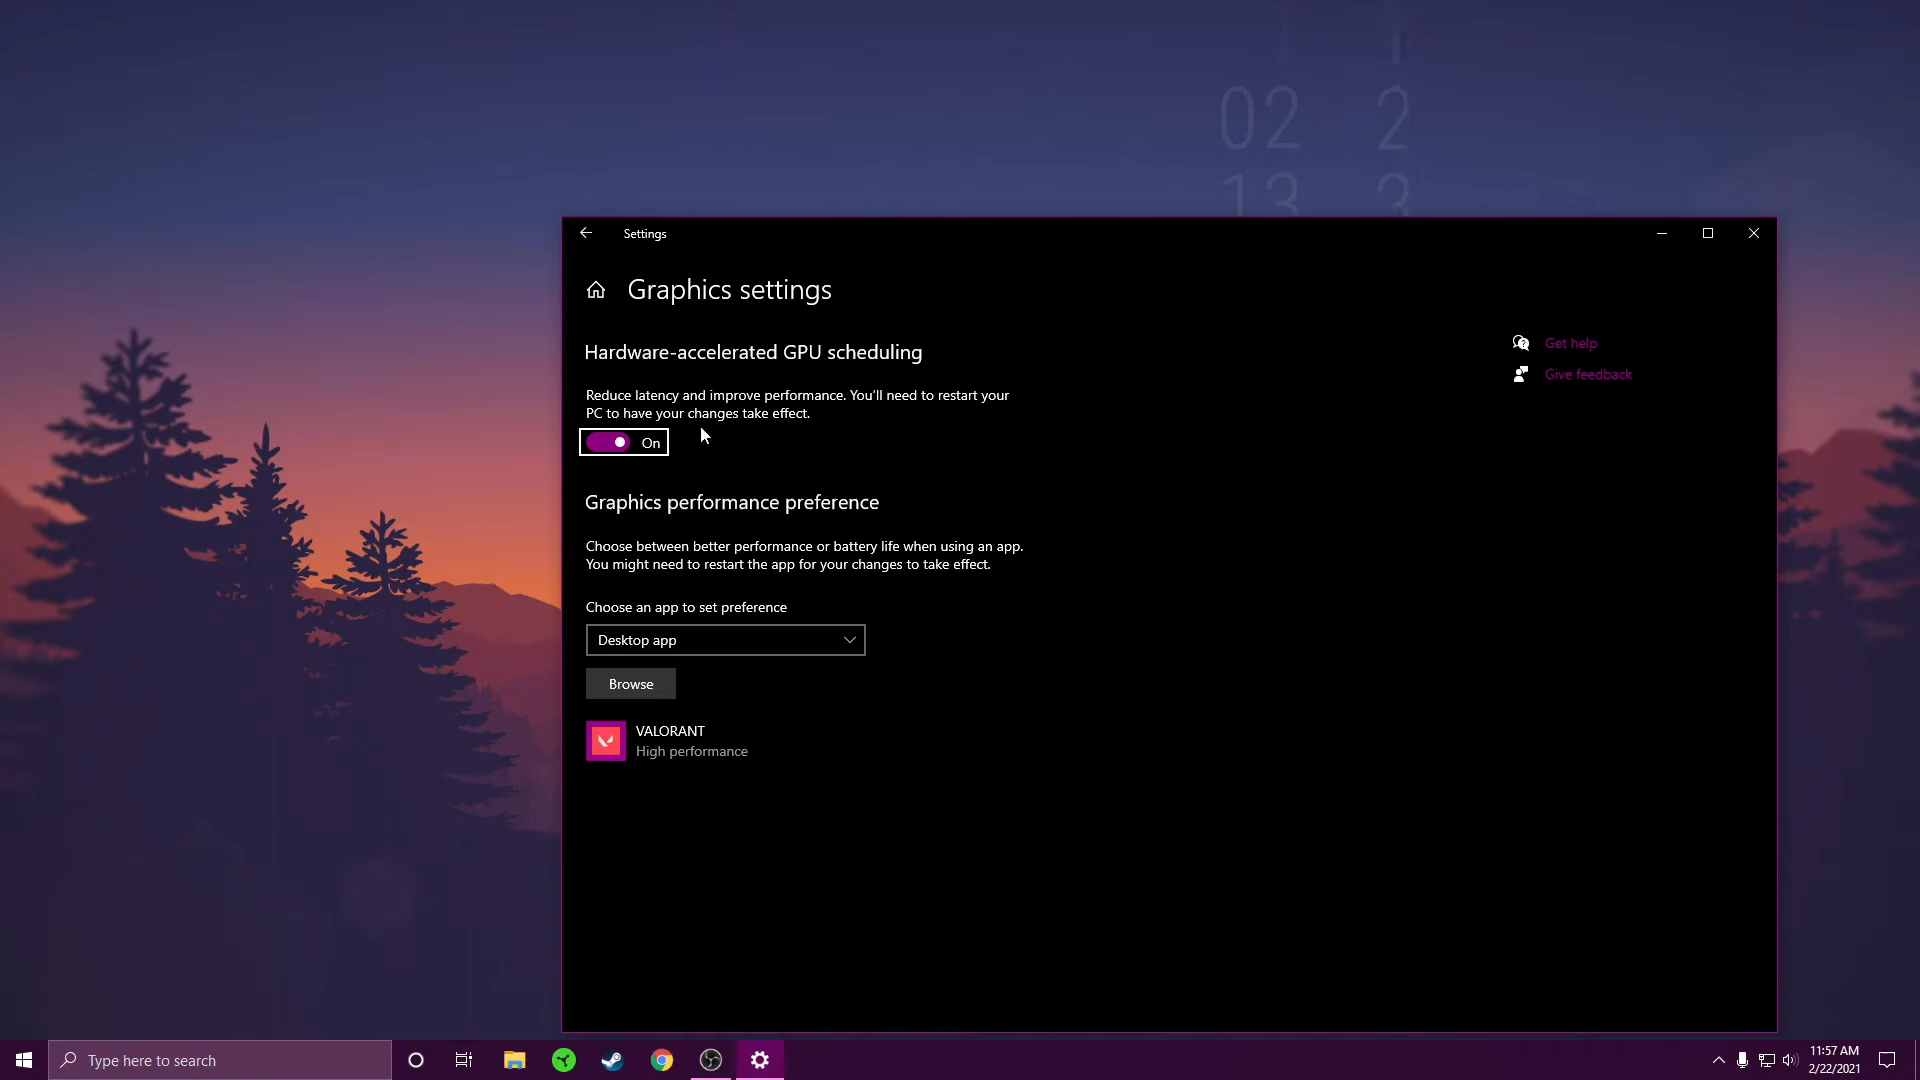 02 2
13 3
Settings
Graphics settings
Hardware-accelerated GPU scheduling
Reduce latency and improve performance. You'll need to restart your
PC to have your changes take effect.
On
Graphics performance preference
Choose between better performance or battery life when using an app.
You might need to restart the app for your changes to take effect.
Choose an app to set preference
Desktop app
Browse
VALORANT
High performance
Get help
Give feedback
Type here to search
11:57 AM
2/22/2021